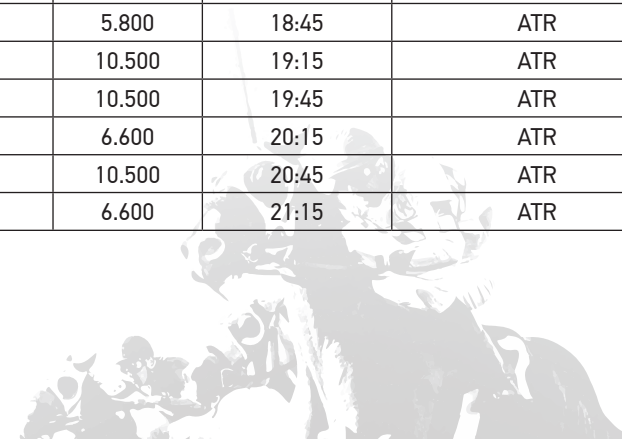 5.800 18:45 ATR
10.500 19:15 ATR
10.500 19:45 ATR
6.600 20:15 ATR
10.500 20:45 ATR
6.600 21:15 ATR